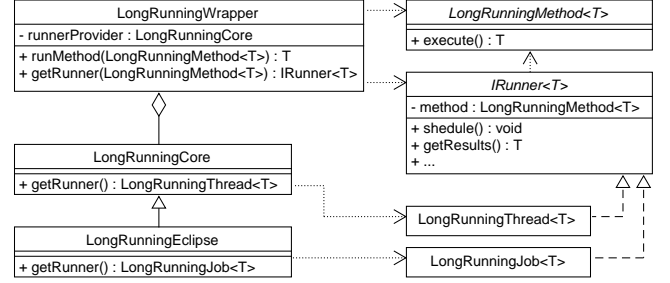 LongRunningWrapper
- runnerProvider : LongRunningCore
+ runMethod(LongRunningMethod<T>) : T
+ getRunner(LongRunningMethod<T>) : IRunner<T>
LongRunningMethod<T>
+ execute() : T
IRunner<T>
- method : LongRunningMethod<T>
+ shedule() : void
+ getResults() : T
+ ...
LongRunningCore
+ getRunner() : LongRunningThread<T>
LongRunningThread<T>
LongRunningEclipse
+ getRunner() : LongRunningJob<T>
LongRunningJob<T>